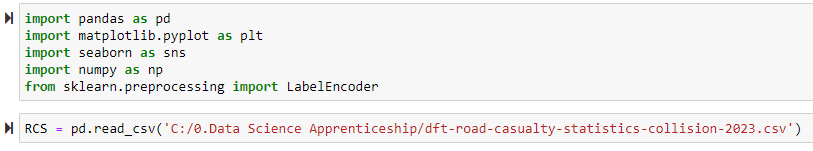 import pandas as pd
import matplotlib.pyplot as plt
import seaborn as sns
import numpy as np
from sklearn.preprocessing import LabelEncoder
RCS = pd.read_csv('C:/0.Data Science Apprenticeship/dft-road-casualty-statistics-collision-2023.csv')